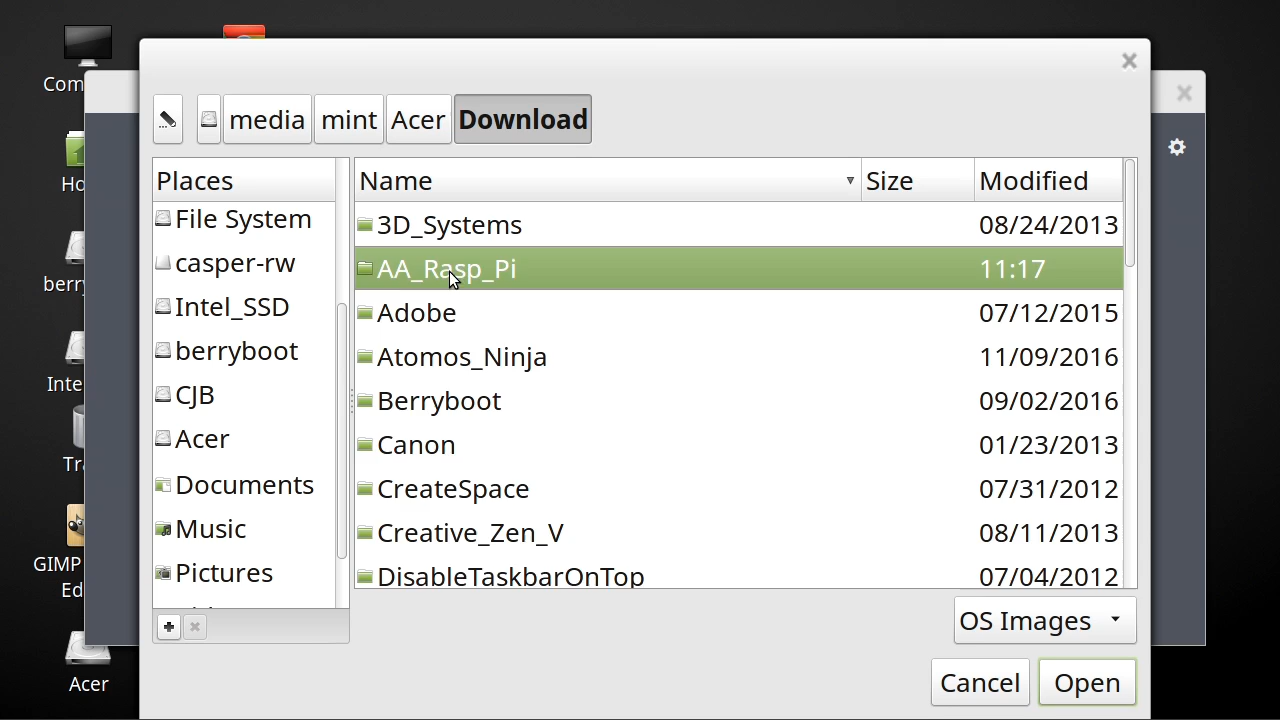 Com
Ho
berry
Inte
Tr
GIMP
Ed
Acer
media
mint
Acer
Download
Places
File System
casper-rw
Intel_SSD
berryboot
CJB
Acer
Documents
Music
Pictures
Name
Size
Modified
3D_Systems 08/24/2013
AA_Rasp_Pi 11:17
Adobe 07/12/2015
Atomos_Ninja 11/09/2016
Berryboot 09/02/2016
Canon 01/23/2013
CreateSpace 07/31/2012
Creative_Zen_V 08/11/2013
DisableTaskbarOnTop 07/04/2012
OS Images
Cancel
Open